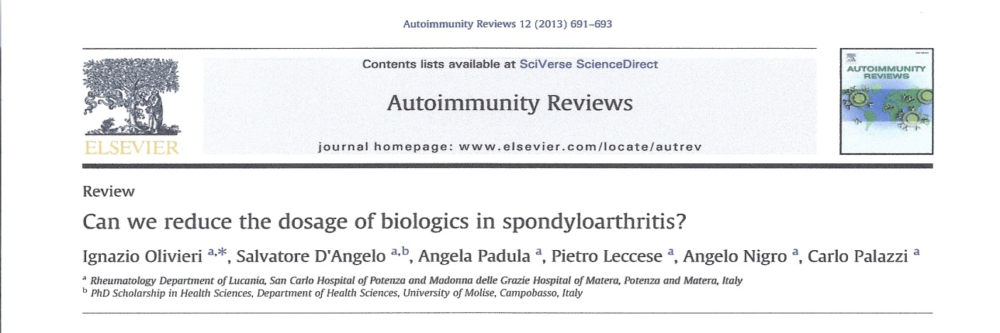 Autoimmunity Reviews 12 (2013) 691–693
Contents lists available at SciVerse ScienceDirect
Autoimmunity Reviews
journal homepage: www.elsevier.com/locate/autrev
ELSEVIER
AUTOIMMUNITY
REVIEWS
Review
Can we reduce the dosage of biologics in spondyloarthritis?
Ignazio Olivieri a,*, Salvatore D'Angelo a,b, Angela Padula a, Pietro Leccese a, Angelo Nigro a, Carlo Palazzi a
a Rheumatology Department of Lucania, San Carlo Hospital of Potenza and Madonna delle Grazie Hospital of Matera, Potenza and Matera, Italy
b PhD Scholarship in Health Sciences, Department of Health Sciences, University of Molise, Campobasso, Italy